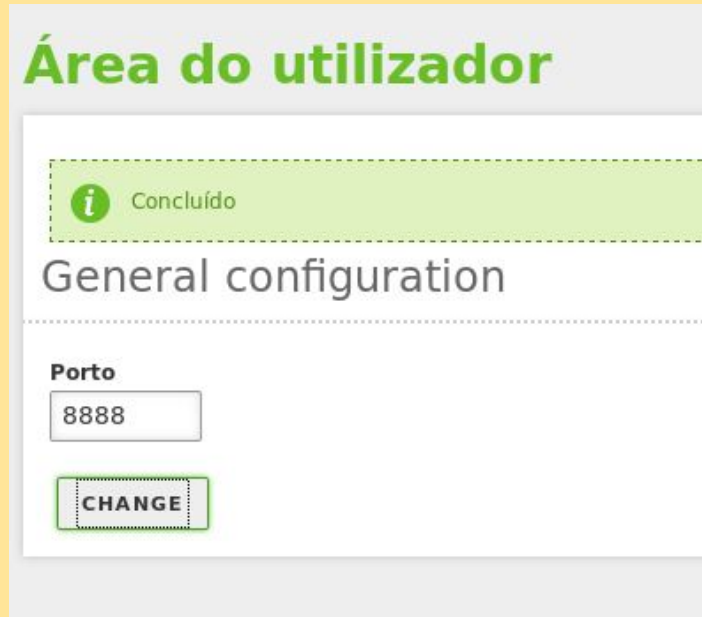 Área do utilizador
Concluído
General configuration
Porto
8888
CHANGE